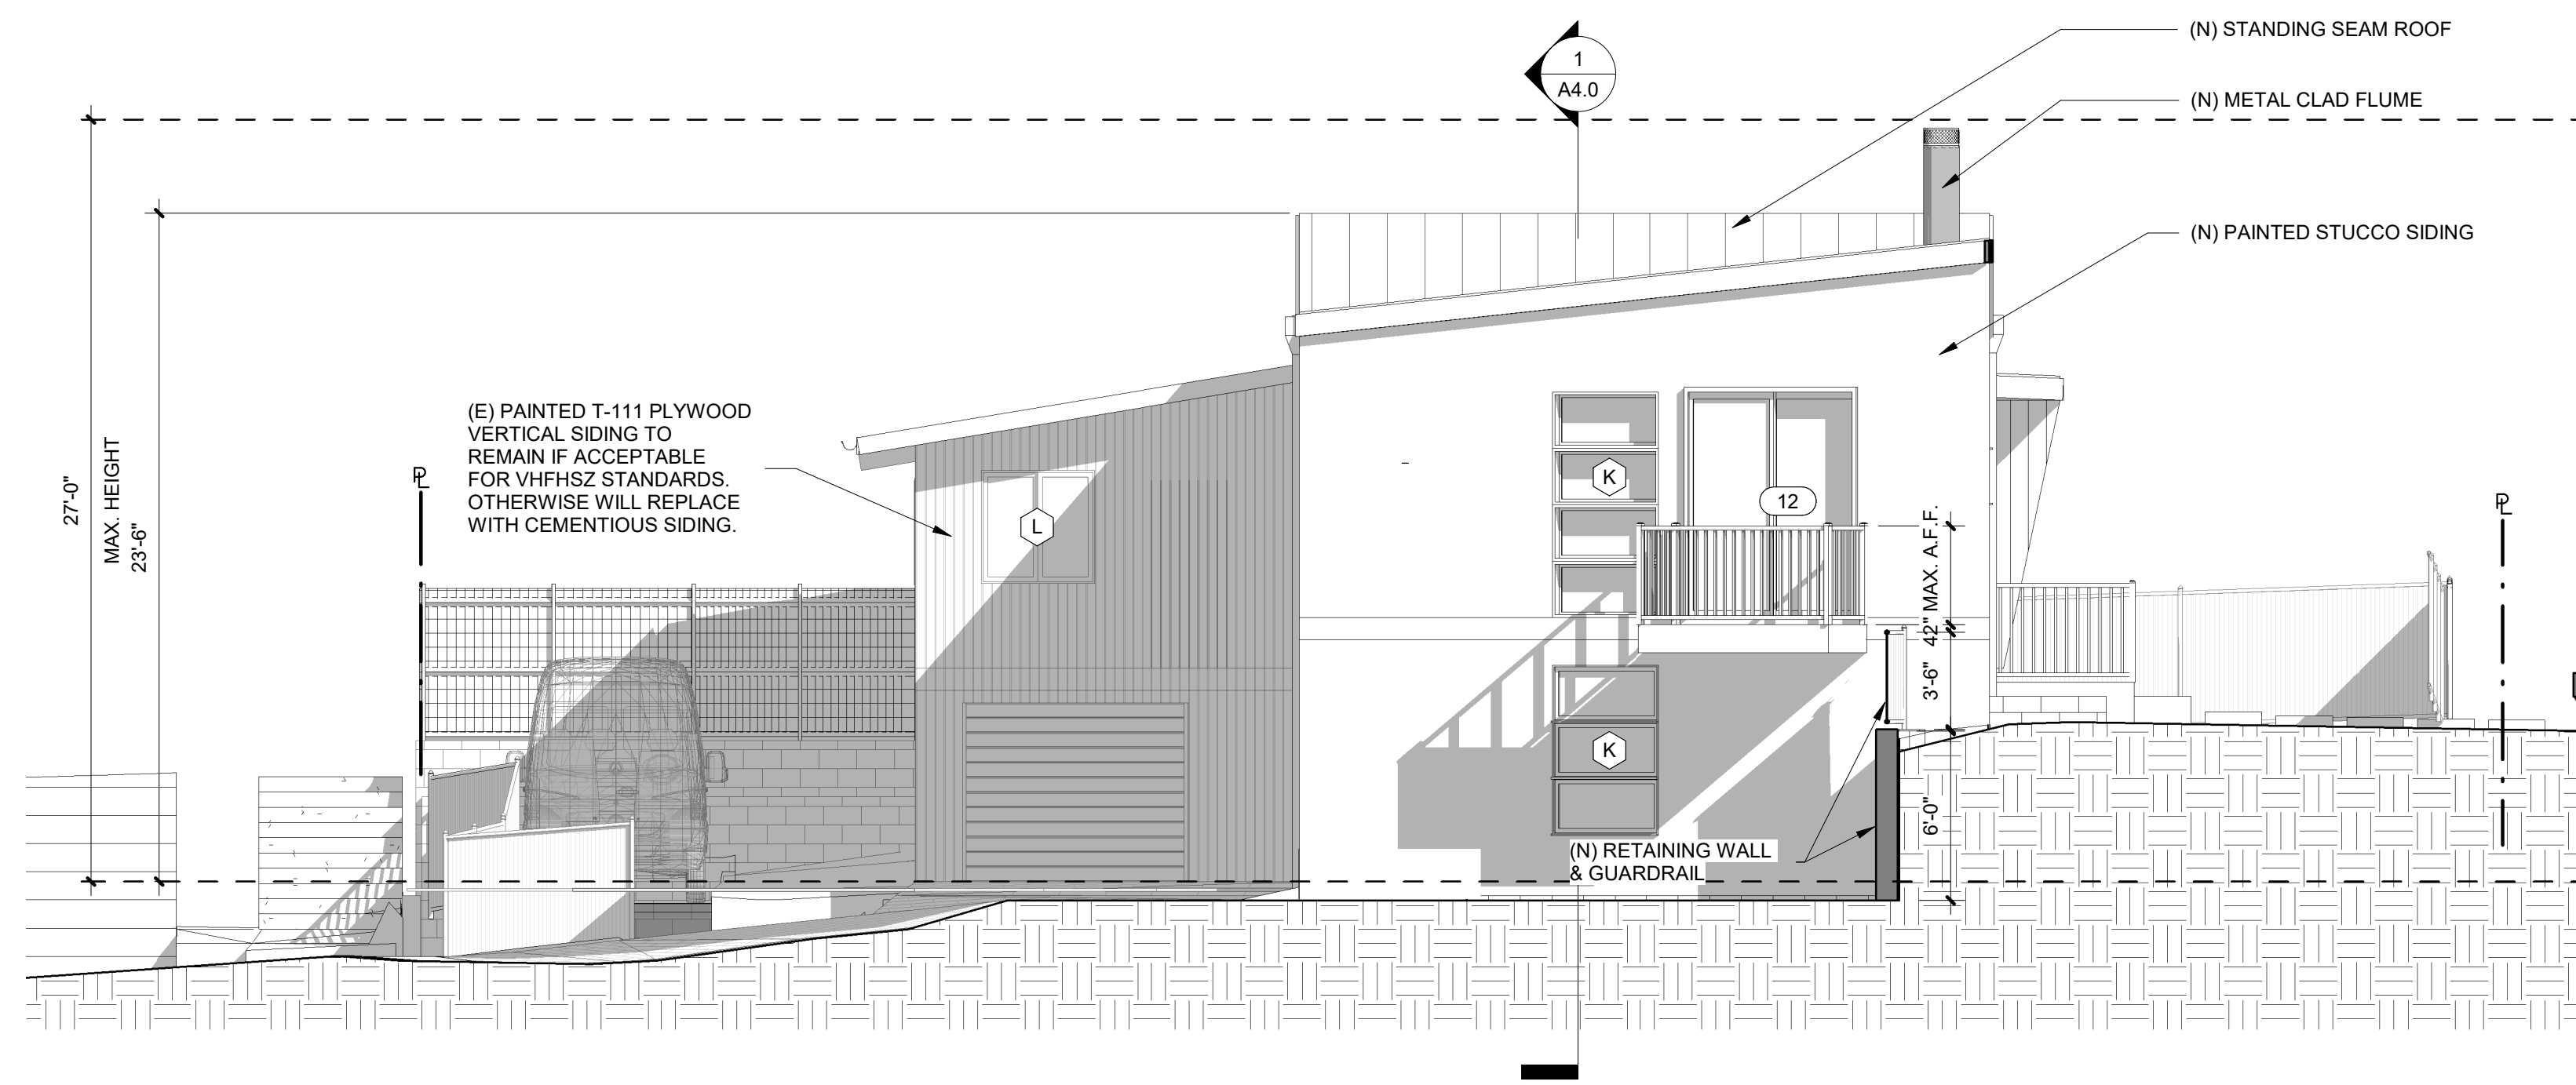 (N) STANDING SEAM ROOF
1
A4.0
(N) METAL CLAD FLUME
(N) PAINTED STUCCO SIDING
27'-0"
MAX. HEIGHT
23'-6"
PL
(E) PAINTED T-111 PLYWOOD
VERTICAL SIDING TO
REMAIN IF ACCEPTABLE
FOR VHFHSZ STANDARDS.
OTHERWISE WILL REPLACE
WITH CEMENTIOUS SIDING.
L
K
12
42" MAX. A.F.F.
3'-6"
6'-0"
PL
K
(N) RETAINING WALL
& GUARDRAIL